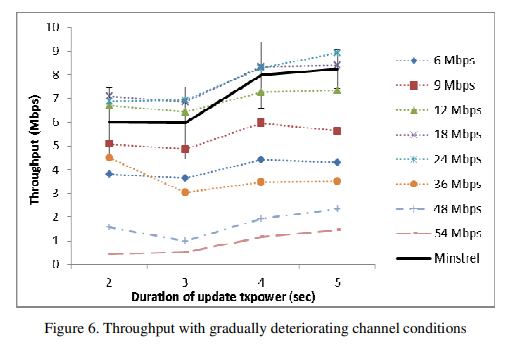 10
9
8
7
6
5
4
3
2
1
0
Throughput (Mbps)
2 3 4 5
Duration of update txpower (sec)
6 Mbps
9 Mbps
12 Mbps
18 Mbps
24 Mbps
36 Mbps
48 Mbps
54 Mbps
Minstrel
Figure 6. Throughput with gradually deteriorating channel conditions